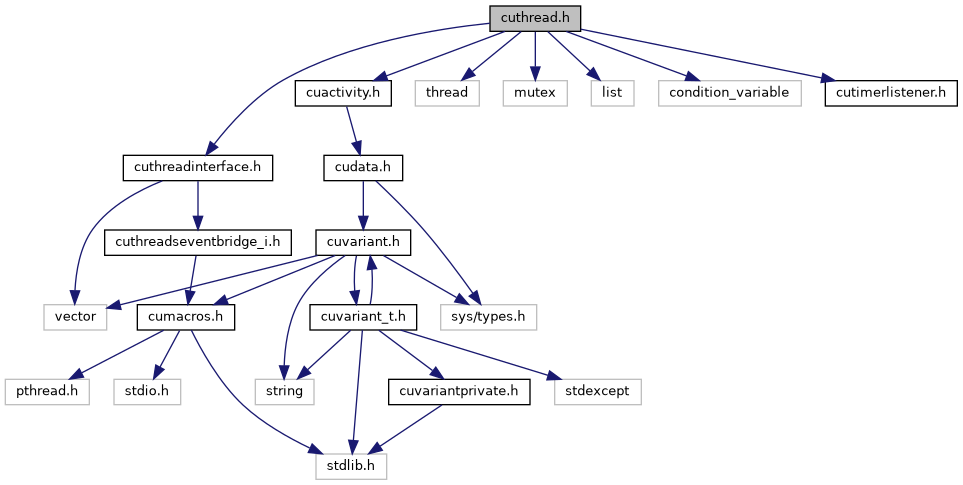 cuthread.h
cuactivity.h
thread
mutex
list
condition_variable
cutimerlistener.h
cuthreadinterface.h
cudata.h
cuthreadseventbridge_i.h
cuvariant.h
vector
cumacros.h
cuvariant_t.h
sys/types.h
pthread.h
stdio.h
string
cuvariantprivate.h
stdexcept
stdlib.h